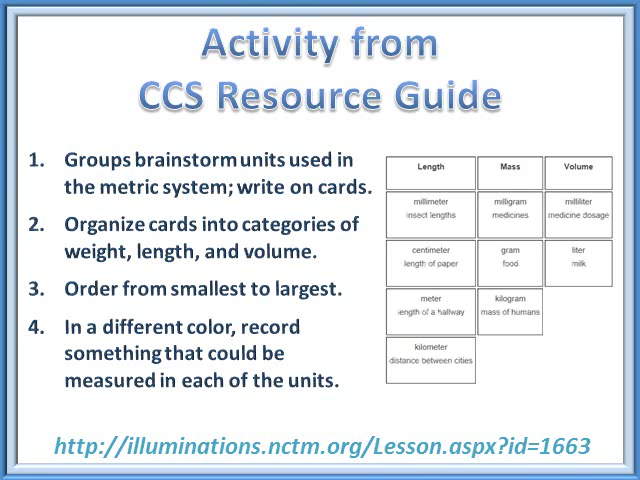 Activity from
CCS Resource Guide
1. Groups brainstorm units used in
the metric system; write on cards.
2. Organize cards into categories of
weight, length, and volume.
3. Order from smallest to largest.
4. In a different color, record
something that could be
measured in each of the units.
Length Mass Volume
millimeter milligram milliliter
insect lengths medicines medicine dosage
centimeter gram liter
length of paper food milk
meter kilogram
length of a hallway mass of humans
kilometer
distance between cities
http://illuminations.nctm.org/Lesson.aspx?id=1663